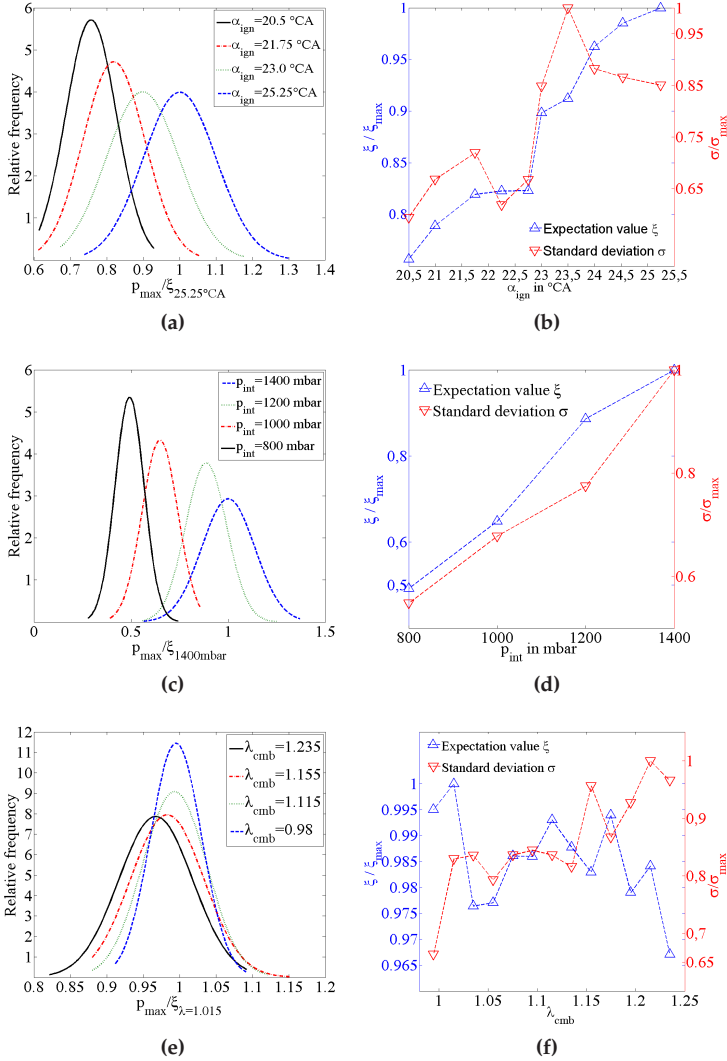 6
5
4
3
2
1
Relative frequency
α_ign=20.5 °CA
α_ign=21.75 °CA
α_ign=23.0 °CA
α_ign=25.25°CA
0.6 0.7 0.8 0.9 1 1.1 1.2 1.3 1.4
p_max/ξ_25.25°CA
(a)
1
0.95
0.9
0.85
0.8
ξ / ξ_max
1
0.85
0.75
0.65
σ/σ_max
Expectation value ξ
Standard deviation σ
20,5 21 21,5 22 22,5 23 23,5 24 24,5 25 25,5
α_ign in °CA
(b)
6
5
4
3
2
1
Relative frequency
p_int=1400 mbar
p_int=1200 mbar
p_int=1000 mbar
p_int=800 mbar
0 0.5 1 1.5
p_max/ξ_1400mbar
(c)
1
0,8
0,6
0,5
ξ / ξ_max
1
0.8
0.6
σ/σ_max
Expectation value ξ
Standard deviation σ
800 1000 1200 1400
p_int in mbar
(d)
12
11
10
9
8
7
6
5
4
3
2
1
Relative frequency
λ_cmb=1.235
λ_cmb=1.155
λ_cmb=1.115
λ_cmb=0.98
0.8 0.85 0.9 0.95 1 1.05 1.1 1.15 1.2
p_max/ξ_λ=1.015
(e)
1
0.995
0.99
0.985
0.98
0.975
0.97
0.965
ξ / ξ_max
1
0.9
0,8
0,7
0.65
σ/σ_max
Expectation value ξ
Standard deviation σ
1 1.05 1.1 1.15 1.2 1.25
λ_cmb
(f)